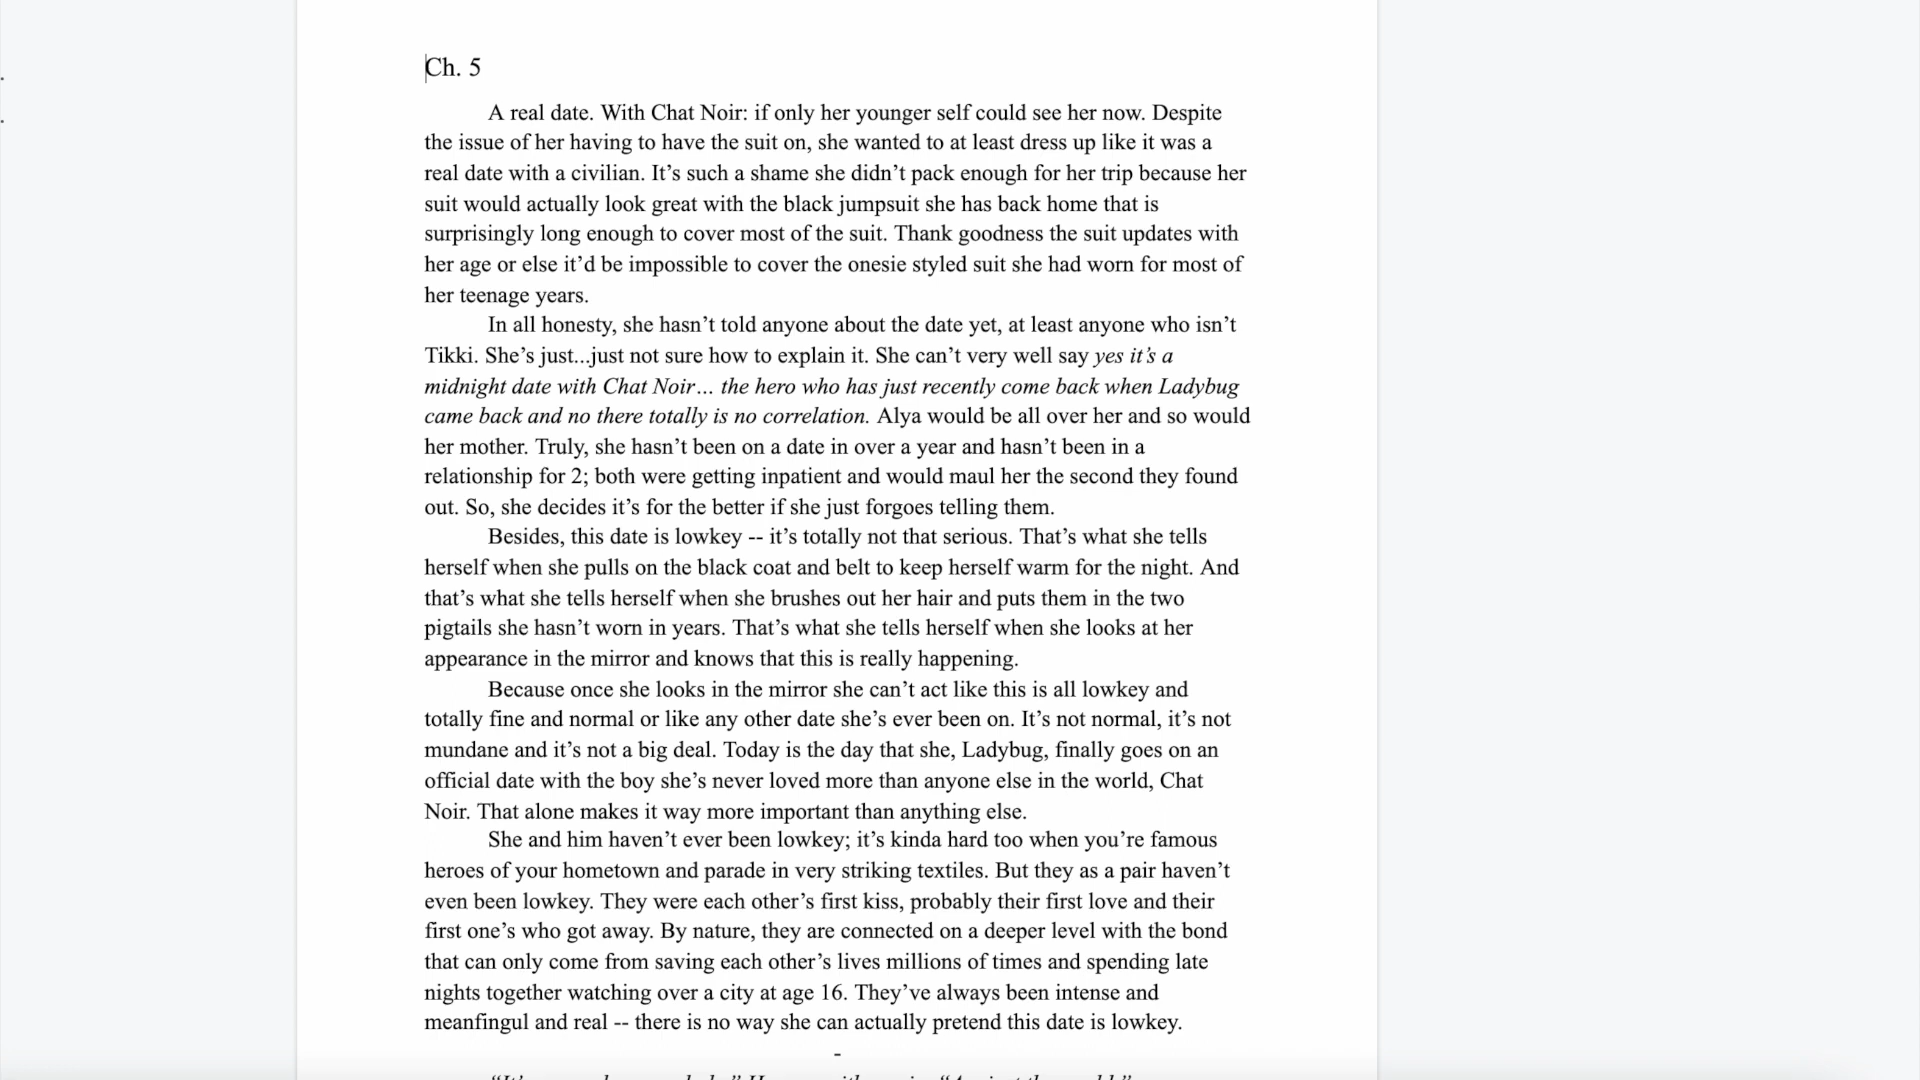 Ch. 5
A real date. With Chat Noir: if only her younger self could see her now. Despite
the issue of her having to have the suit on, she wanted to at least dress up like it was a
real date with a civilian. It’s such a shame she didn’t pack enough for her trip because her
suit would actually look great with the black jumpsuit she has back home that is
surprisingly long enough to cover most of the suit. Thank goodness the suit updates with
her age or else it’d be impossible to cover the onesie styled suit she had worn for most of
her teenage years.
In all honesty, she hasn’t told anyone about the date yet, at least anyone who isn’t
Tikki. She’s just...just not sure how to explain it. She can’t very well say yes it’s a
midnight date with Chat Noir… the hero who has just recently come back when Ladybug
came back and no there totally is no correlation. Alya would be all over her and so would
her mother. Truly, she hasn’t been on a date in over a year and hasn’t been in a
relationship for 2; both were getting inpatient and would maul her the second they found
out. So, she decides it’s for the better if she just forgoes telling them.
Besides, this date is lowkey -- it’s totally not that serious. That’s what she tells
herself when she pulls on the black coat and belt to keep herself warm for the night. And
that’s what she tells herself when she brushes out her hair and puts them in the two
pigtails she hasn’t worn in years. That’s what she tells herself when she looks at her
appearance in the mirror and knows that this is really happening.
Because once she looks in the mirror she can’t act like this is all lowkey and
totally fine and normal or like any other date she’s ever been on. It’s not normal, it’s not
mundane and it’s not a big deal. Today is the day that she, Ladybug, finally goes on an
official date with the boy she’s never loved more than anyone else in the world, Chat
Noir. That alone makes it way more important than anything else.
She and him haven’t ever been lowkey; it’s kinda hard too when you’re famous
heroes of your hometown and parade in very striking textiles. But they as a pair haven’t
even been lowkey. They were each other’s first kiss, probably their first love and their
first one’s who got away. By nature, they are connected on a deeper level with the bond
that can only come from saving each other’s lives millions of times and spending late
nights together watching over a city at age 16. They’ve always been intense and
meanfingul and real -- there is no way she can actually pretend this date is lowkey.
-